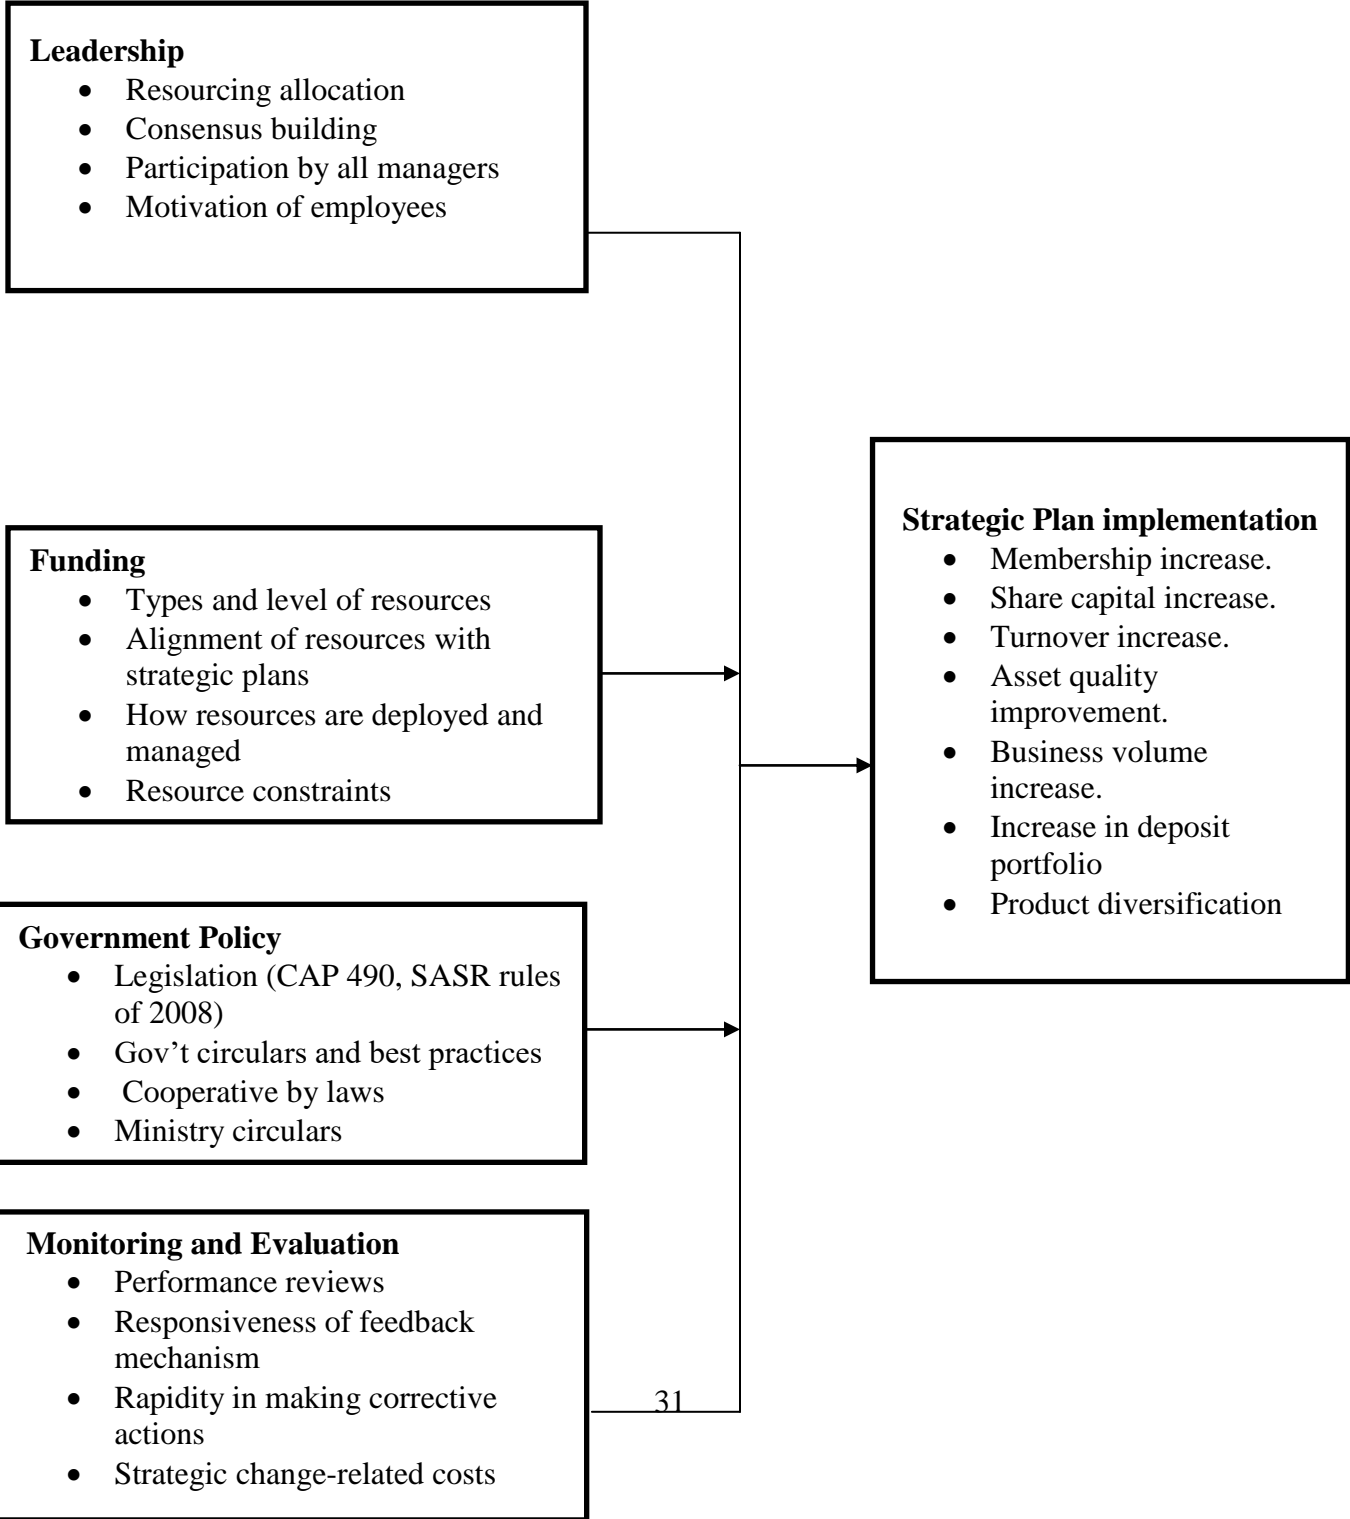 Leadership
• Resourcing allocation
• Consensus building
• Participation by all managers
• Motivation of employees
Funding
• Types and level of resources
• Alignment of resources with
strategic plans
• How resources are deployed and
managed
• Resource constraints
Government Policy
• Legislation (CAP 490, SASR rules
of 2008)
• Gov’t circulars and best practices
• Cooperative by laws
• Ministry circulars
Monitoring and Evaluation
• Performance reviews
• Responsiveness of feedback
mechanism
• Rapidity in making corrective
actions
• Strategic change-related costs
31
Strategic Plan implementation
• Membership increase.
• Share capital increase.
• Turnover increase.
• Asset quality
improvement.
• Business volume
increase.
• Increase in deposit
portfolio
• Product diversification